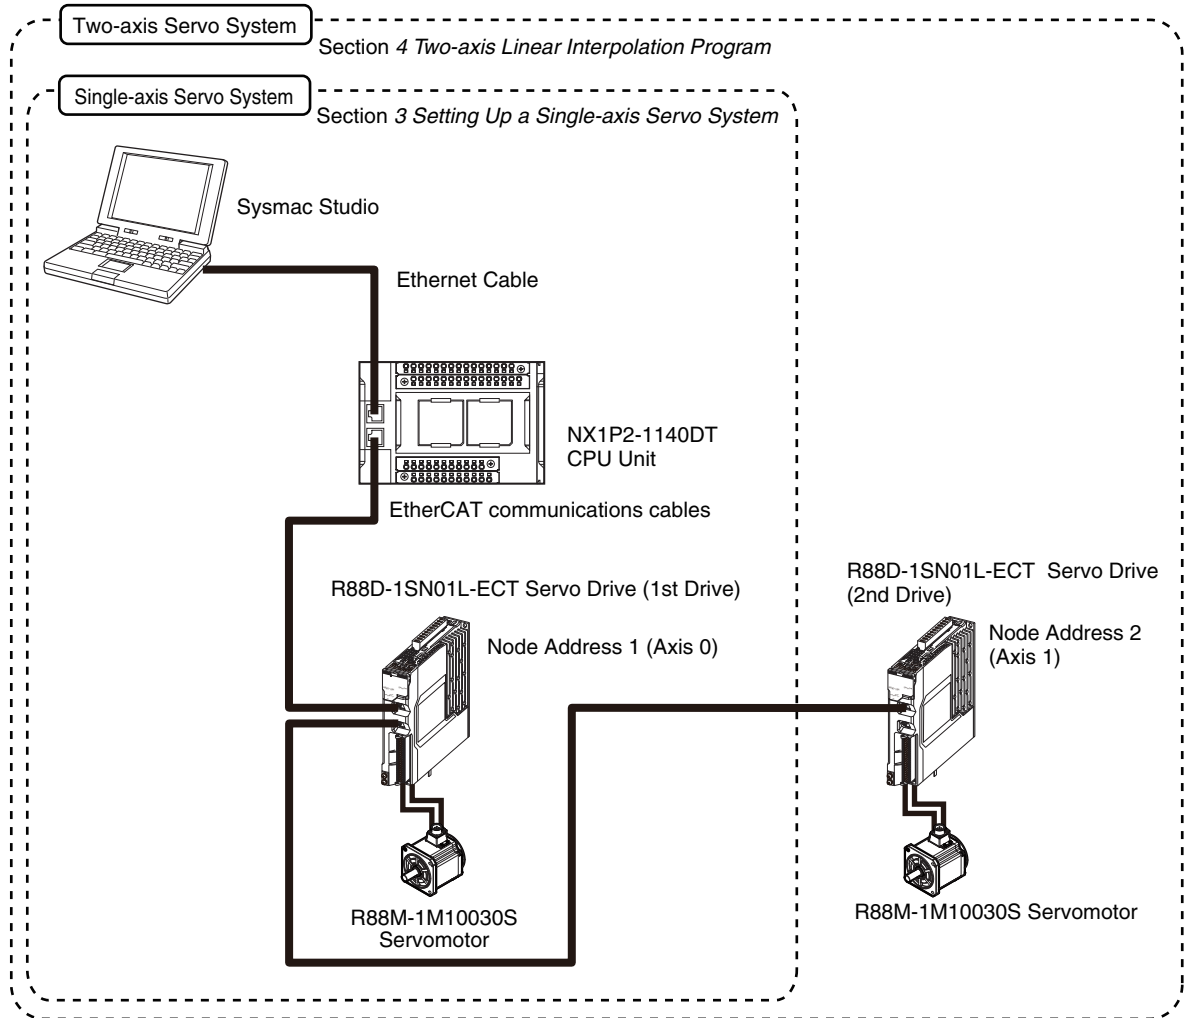 Two-axis Servo System
Section 4 Two-axis Linear Interpolation Program
Single-axis Servo System
Section 3 Setting Up a Single-axis Servo System
Sysmac Studio
Ethernet Cable
NX1P2-1140DT
CPU Unit
EtherCAT communications cables
R88D-1SN01L-ECT Servo Drive (1st Drive)
Node Address 1 (Axis 0)
R88D-1SN01L-ECT Servo Drive
(2nd Drive)
Node Address 2
(Axis 1)
R88M-1M10030S
Servomotor
R88M-1M10030S Servomotor